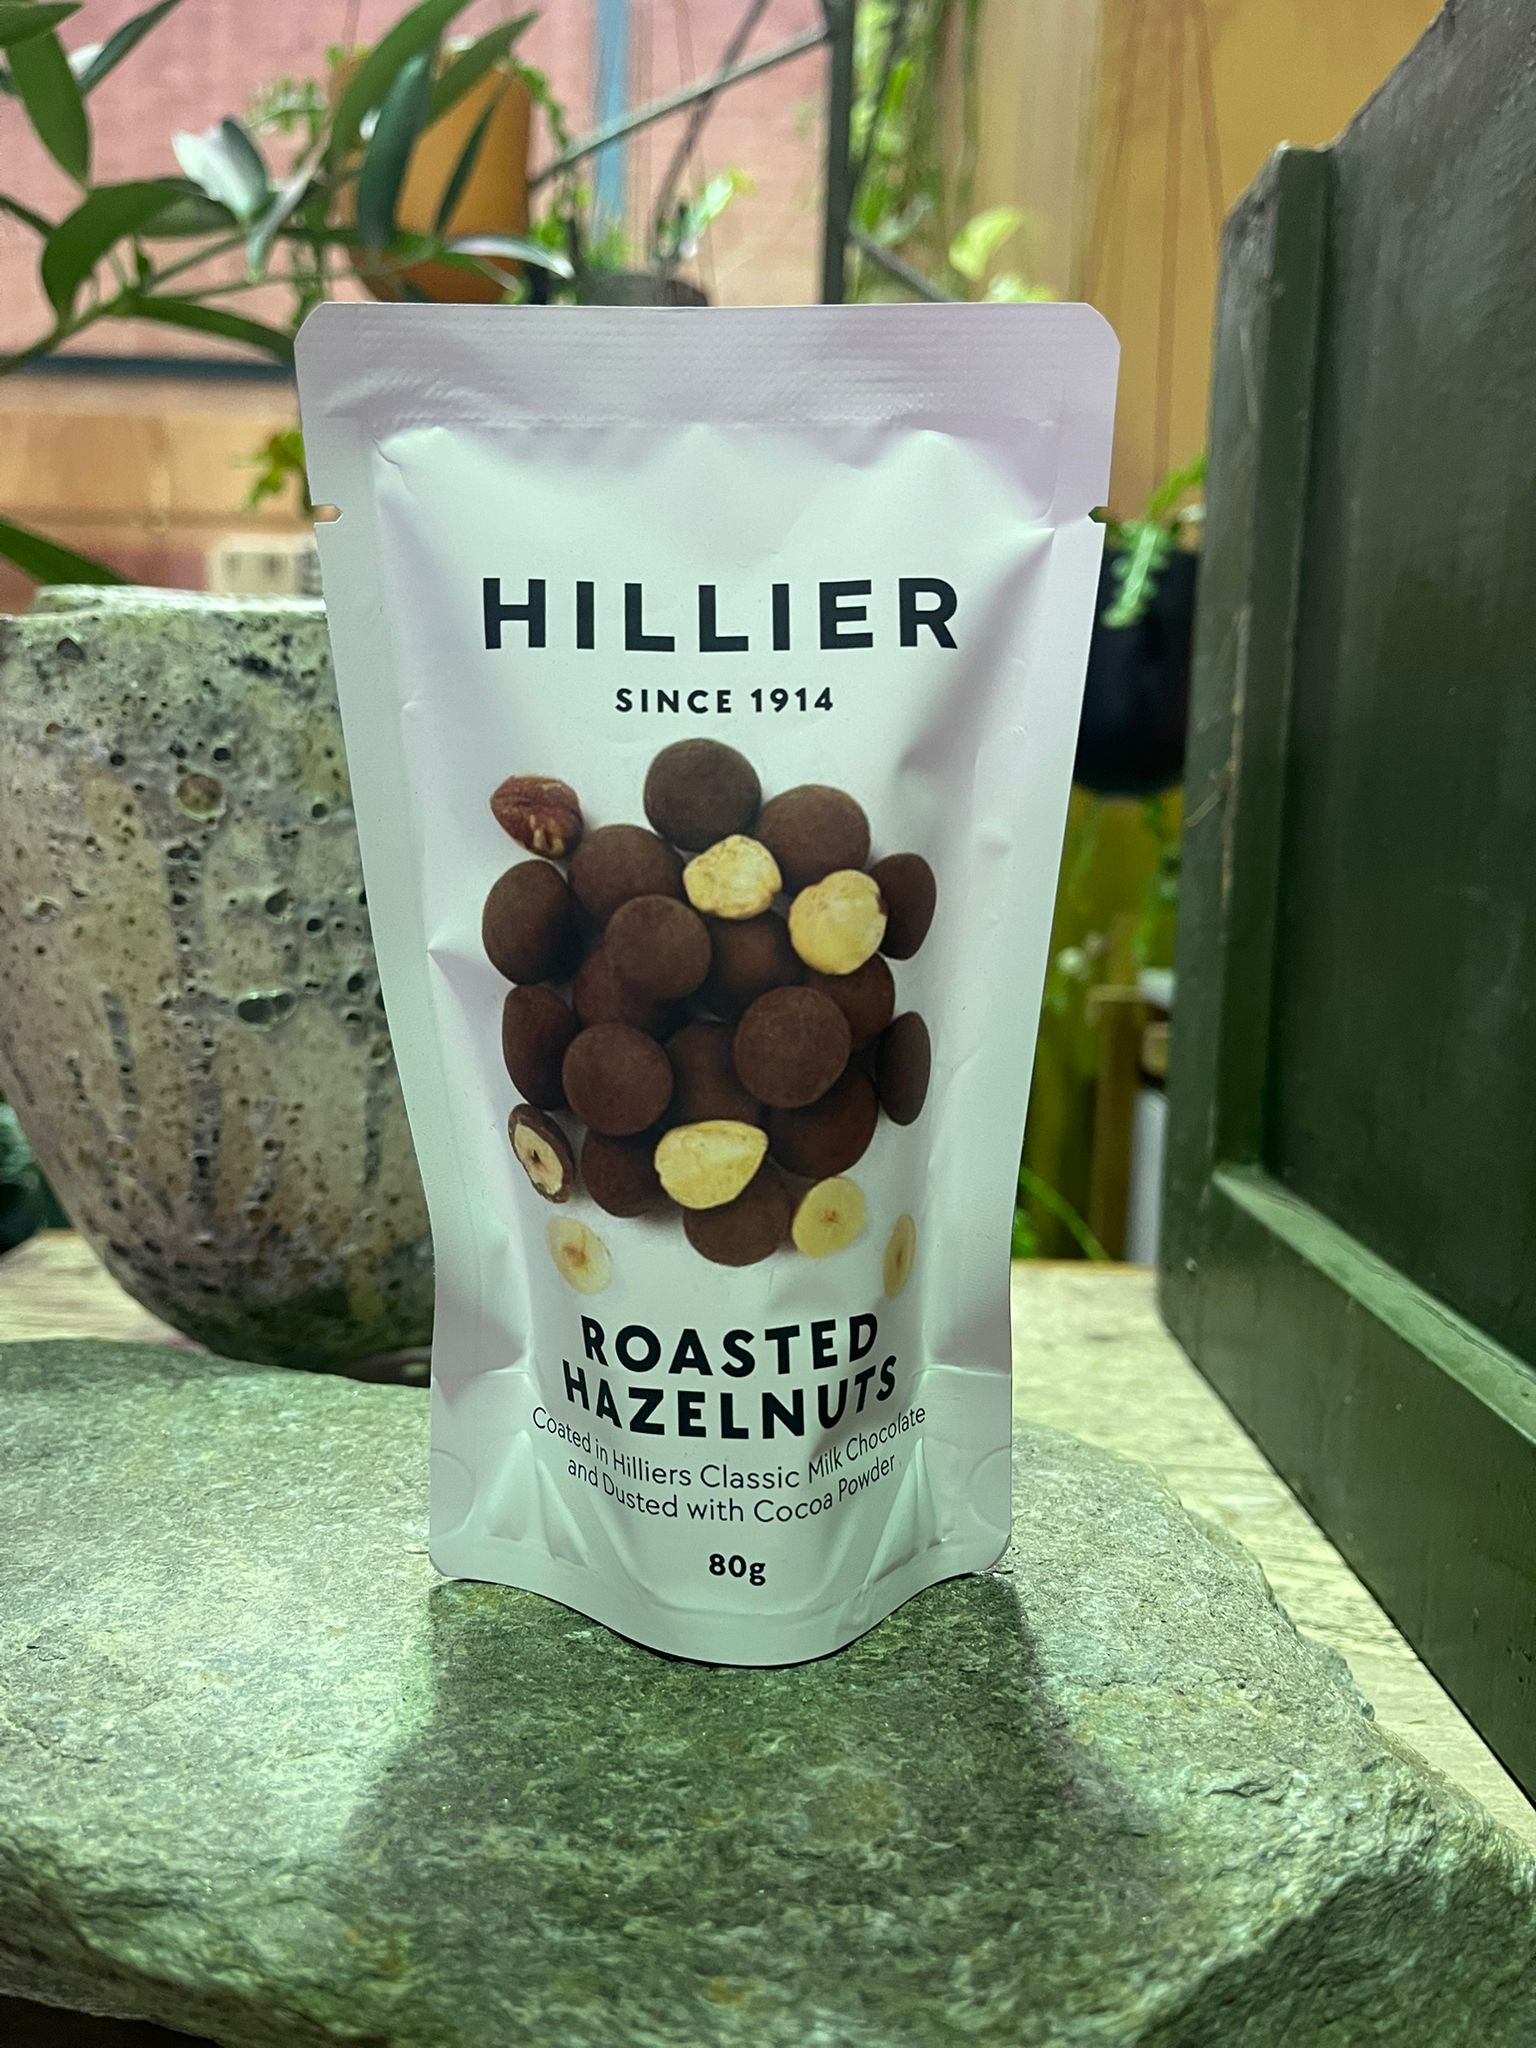 HILLIER
SINCE 1914
ROASTED
HAZELNUTS
Coated in Hilliers Classic Milk Chocolate
and Dusted with Cocoa Powder
80g